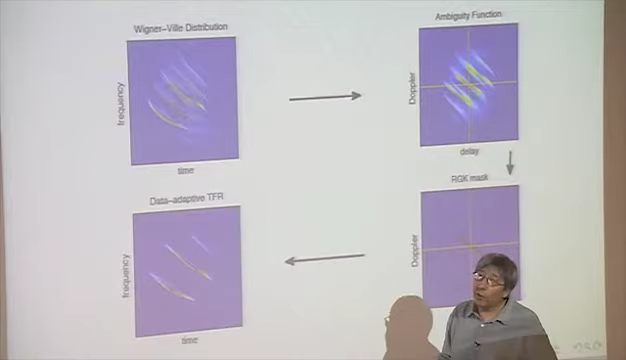 Wigner–Ville Distribution
frequency
time
Ambiguity Function
Doppler
delay
RGK mask
Doppler
Data–adaptive TFR
frequency
time